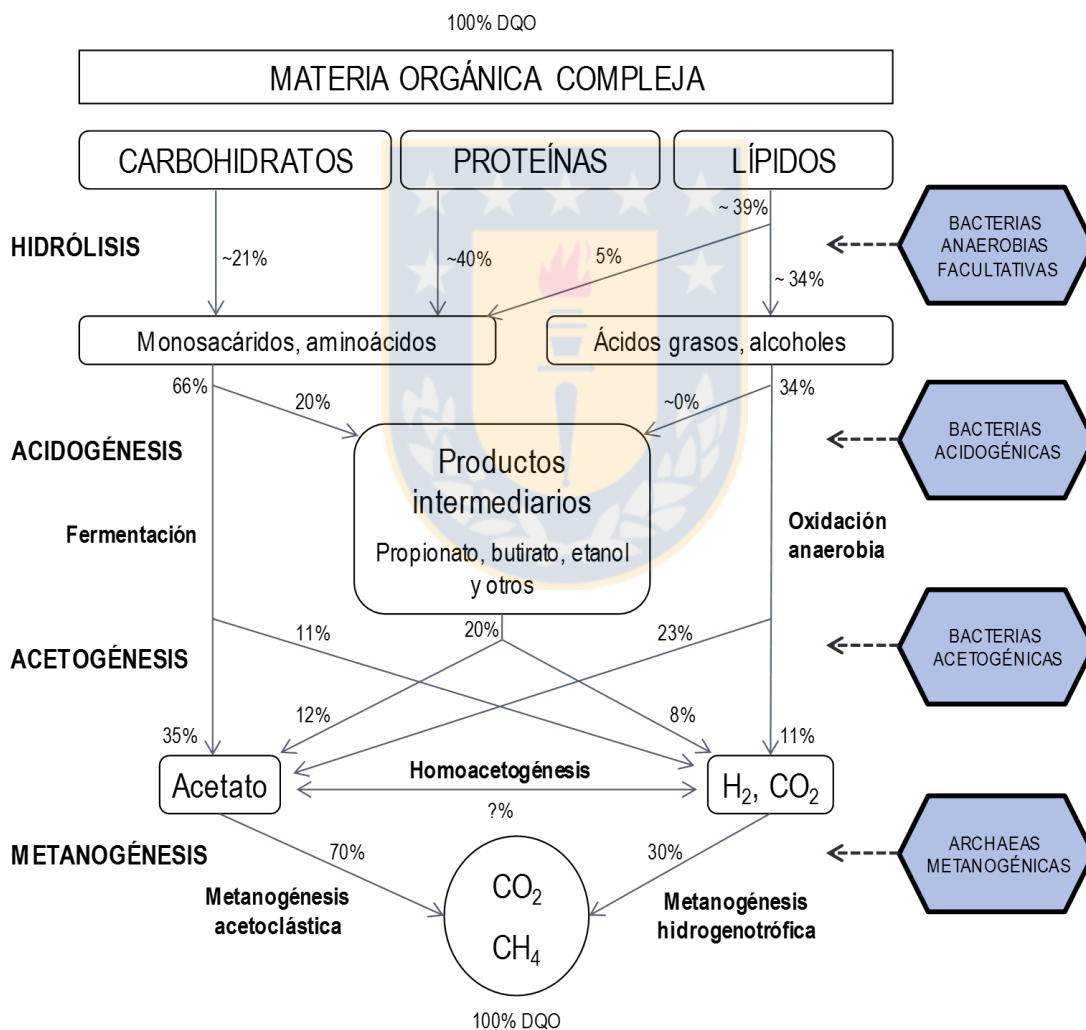 100% DQO
MATERIA ORGÁNICA COMPLEJA
CARBOHIDRATOS
PROTEÍNAS
LÍPIDOS
~ 39%
BACTERIAS
ANAEROBIAS
FACULTATIVAS
HIDRÓLISIS
~21%
~40%
5%
~ 34%
Monosacáridos, aminoácidos
Ácidos grasos, alcoholes
66%
20%
~0%
34%
BACTERIAS
ACIDOGÉNICAS
ACIDOGÉNESIS
Productos
intermediarios
Propionato, butirato, etanol
y otros
Fermentación
Oxidación
anaerobia
11%
20%
23%
BACTERIAS
ACETOGÉNICAS
ACETOGÉNESIS
12%
8%
35%
11%
Acetato
Homoacetogénesis
H₂, CO₂
?%
METANOGÉNESIS
70%
30%
ARCHAEAS
METANOGÉNICAS
Metanogénesis
acetoclástica
CO₂
CH₄
Metanogénesis
hidrogenotrófica
100% DQO